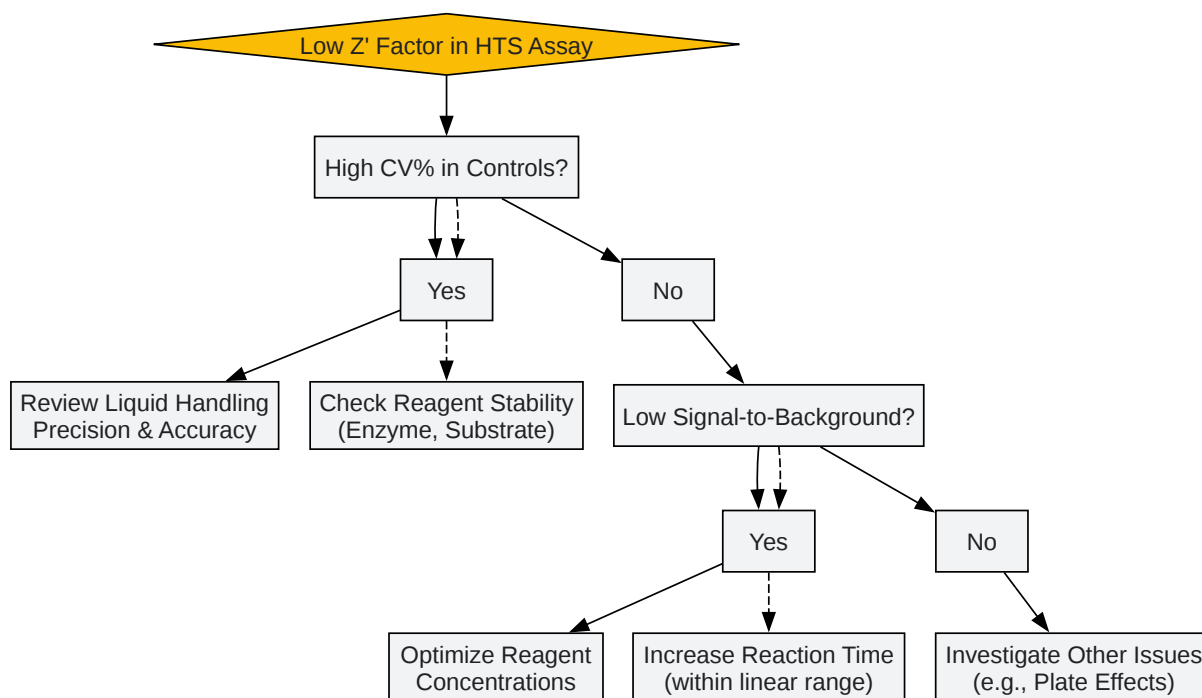 Low Z' Factor in HTS Assay
High CV% in Controls?
Yes
No
Review Liquid Handling
Precision & Accuracy
Check Reagent Stability
(Enzyme, Substrate)
Low Signal-to-Background?
Yes
No
Optimize Reagent
Concentrations
Increase Reaction Time
(within linear range)
Investigate Other Issues
(e.g., Plate Effects)